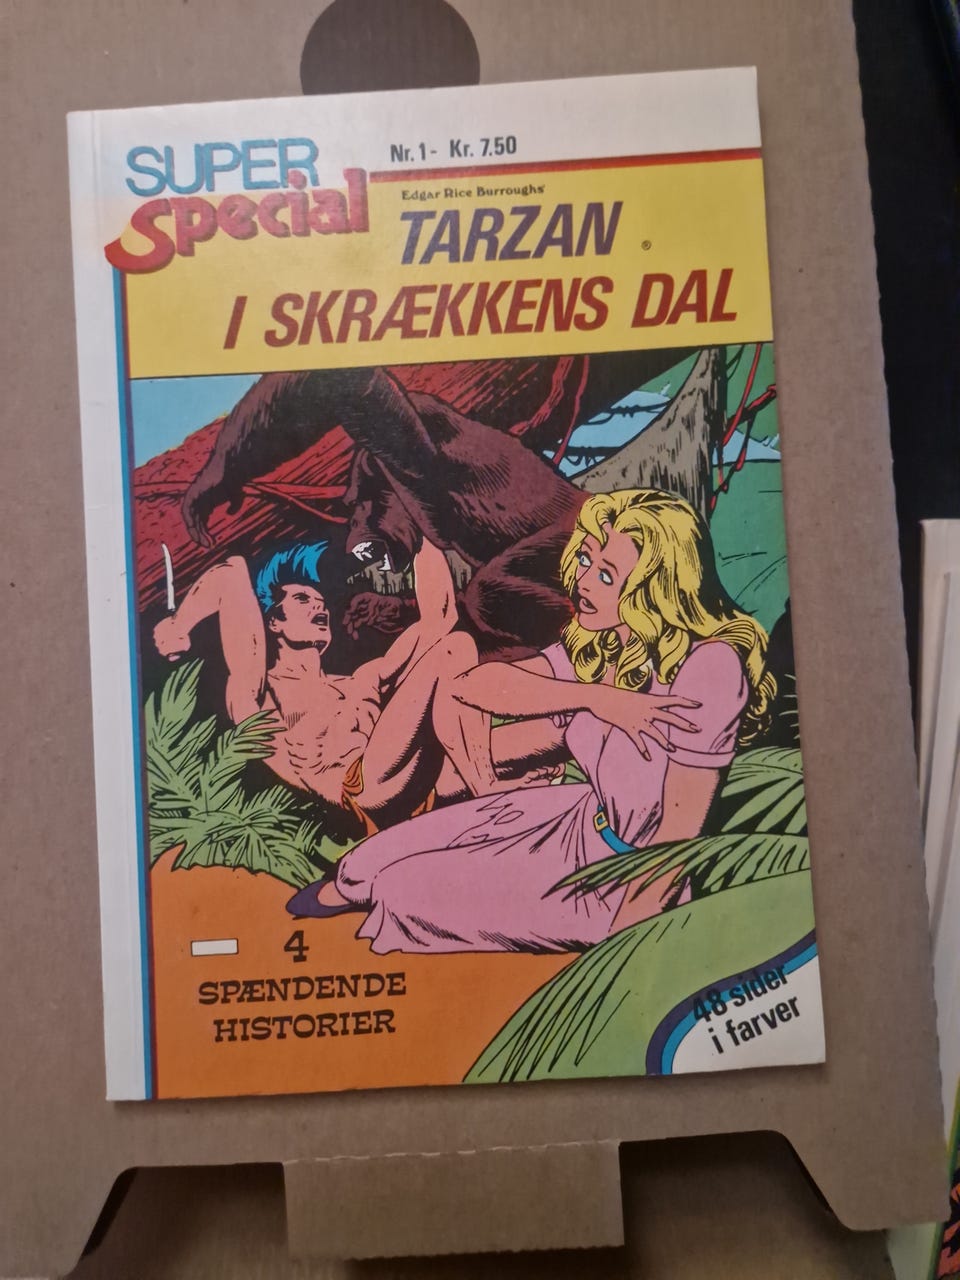 SUPER
Special
Nr. 1 - Kr. 7.50
Edgar Rice Burroughs'
TARZAN ®
I SKRÆKKENS DAL
4
SPÆNDENDE
HISTORIER
48 sider
i farver